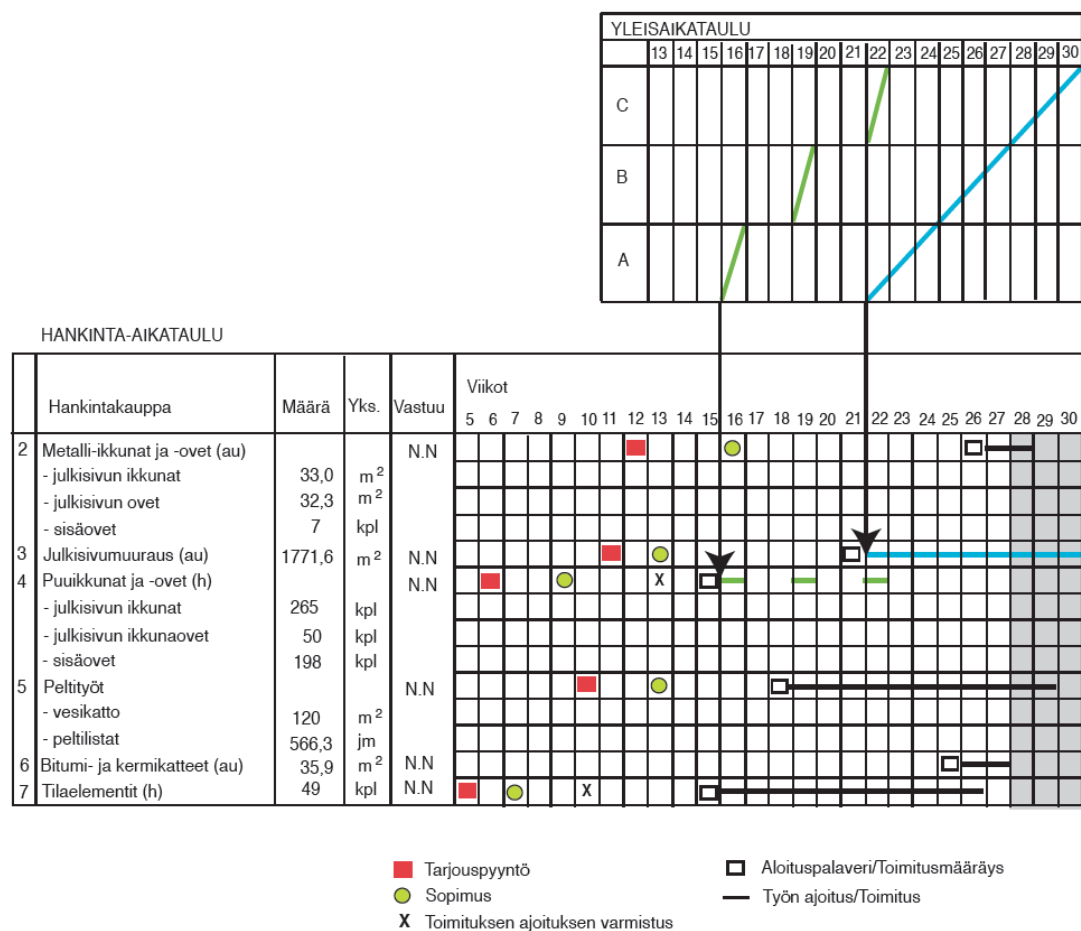 YLEISAIKATAULU
13 14 15 16 17 18 19 20 21 22 23 24 25 26 27 28 29 30
C
B
A
HANKINTA-AIKATAULU
Hankintakauppa Määrä Yks. Vastuu Viikot
5 6 7 8 9 10 11 12 13 14 15 16 17 18 19 20 21 22 23 24 25 26 27 28 29 30
2 Metalli-ikkunat ja -ovet (au) N.N
- julkisivun ikkunat 33,0 m²
- julkisivun ovet 32,3 m²
- sisäovet 7 kpl
3 Julkisivumuuraus (au) 1771,6 m² N.N
4 Puuikkunat ja -ovet (h) N.N X
- julkisivun ikkunat 265 kpl
- julkisivun ikkunaovet 50 kpl
- sisäovet 198 kpl
5 Peltityöt N.N
- vesikatto 120 m²
- peltilistat 566,3 jm
6 Bitumi- ja kermikatteet (au) 35,9 m² N.N
7 Tilaelementit (h) 49 kpl N.N X
Tarjouspyyntö
Sopimus
X Toimituksen ajoituksen varmistus
Aloituspalaveri/Toimitusmääräys
Työn ajoitus/Toimitus